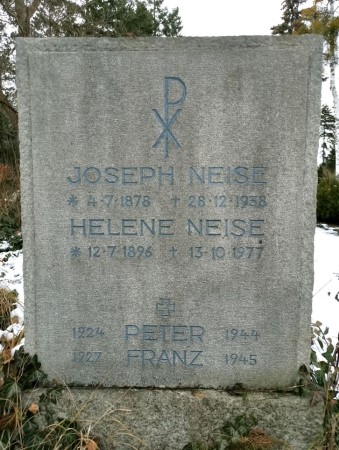 JOSEPH NEISE
* 4·7·1878 † 28·12·1958
HELENE NEISE
* 12·7·1896 † 13·10·1977
1924 PETER 1944
1927 FRANZ 1945